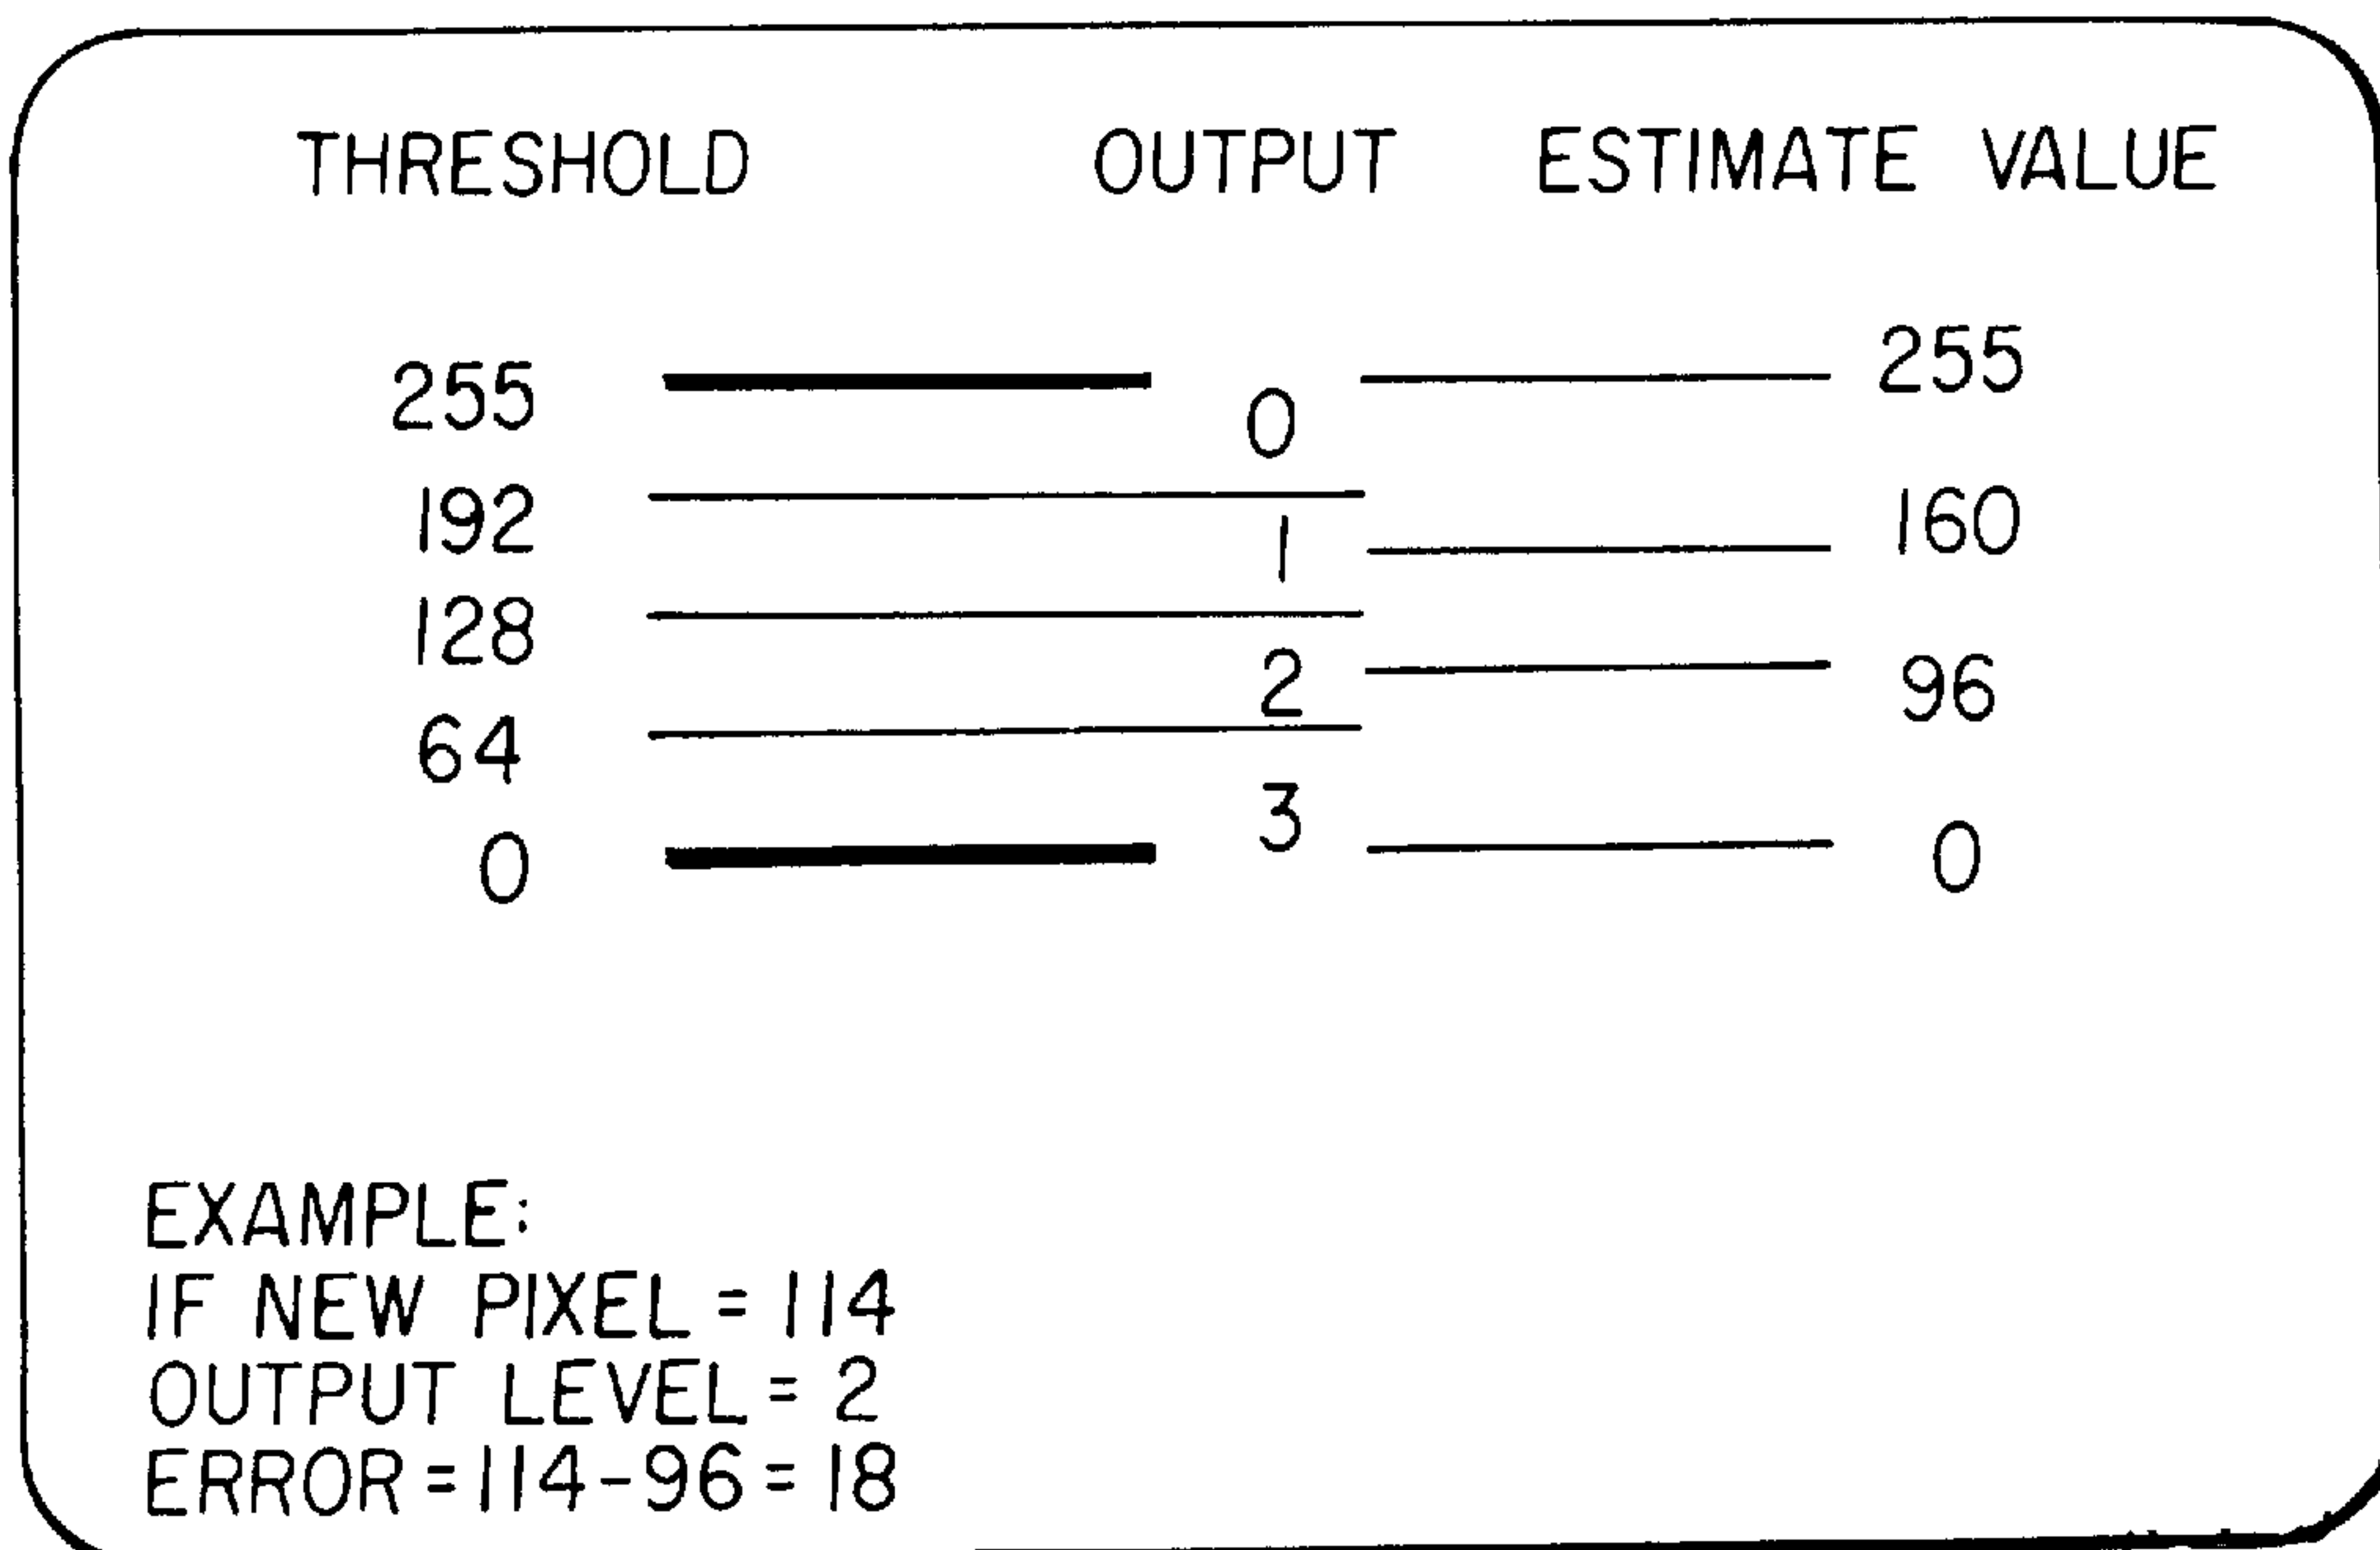 THRESHOLD OUTPUT ESTIMATE VALUE
255 0 255
192 1 160
128 2 96
64 3
0 0
EXAMPLE:
IF NEW PIXEL = 114
OUTPUT LEVEL = 2
ERROR = 114 - 96 = 18